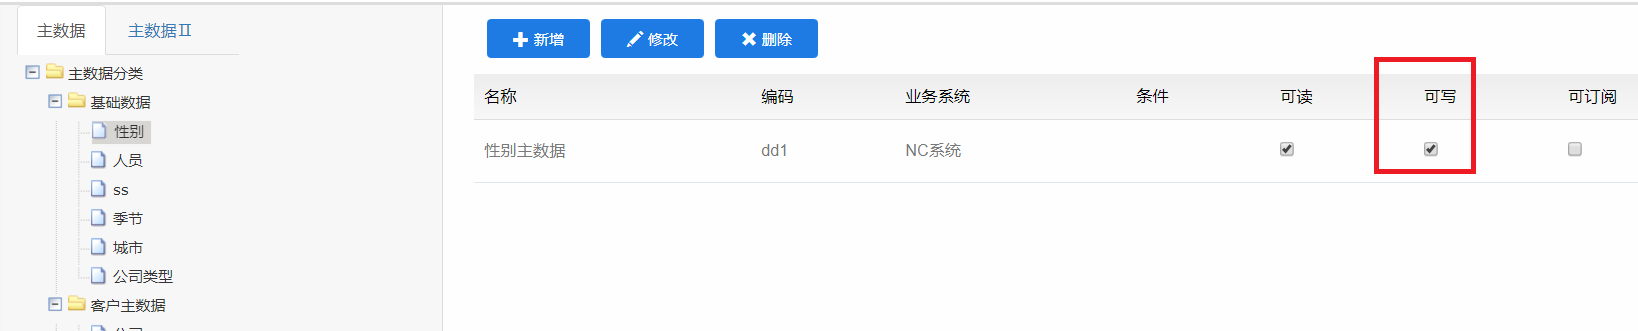 主数据 主数据II
新增 修改 删除
主数据分类
基础数据
性别
人员
ss
季节
城市
公司类型
客户主数据
名称 编码 业务系统 条件 可读 可写 可订阅
性别主数据 dd1 NC系统